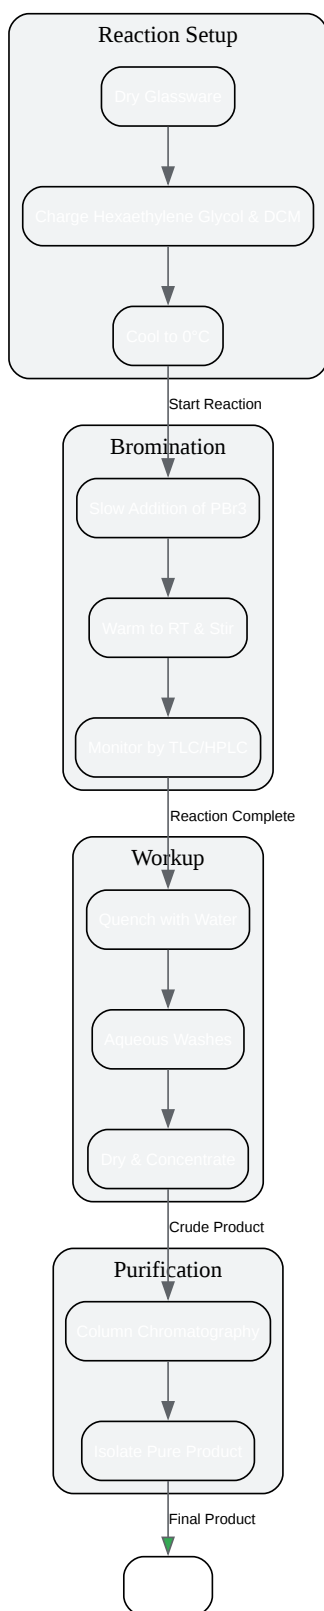 Reaction Setup
Dry Glassware
Charge Hexaethylene Glycol & DCM
Cool to 0°C
Start Reaction
Bromination
Slow Addition of PBr3
Warm to RT & Stir
Monitor by TLC/HPLC
Reaction Complete
Workup
Quench with Water
Aqueous Washes
Dry & Concentrate
Crude Product
Purification
Column Chromatography
Isolate Pure Product
Final Product